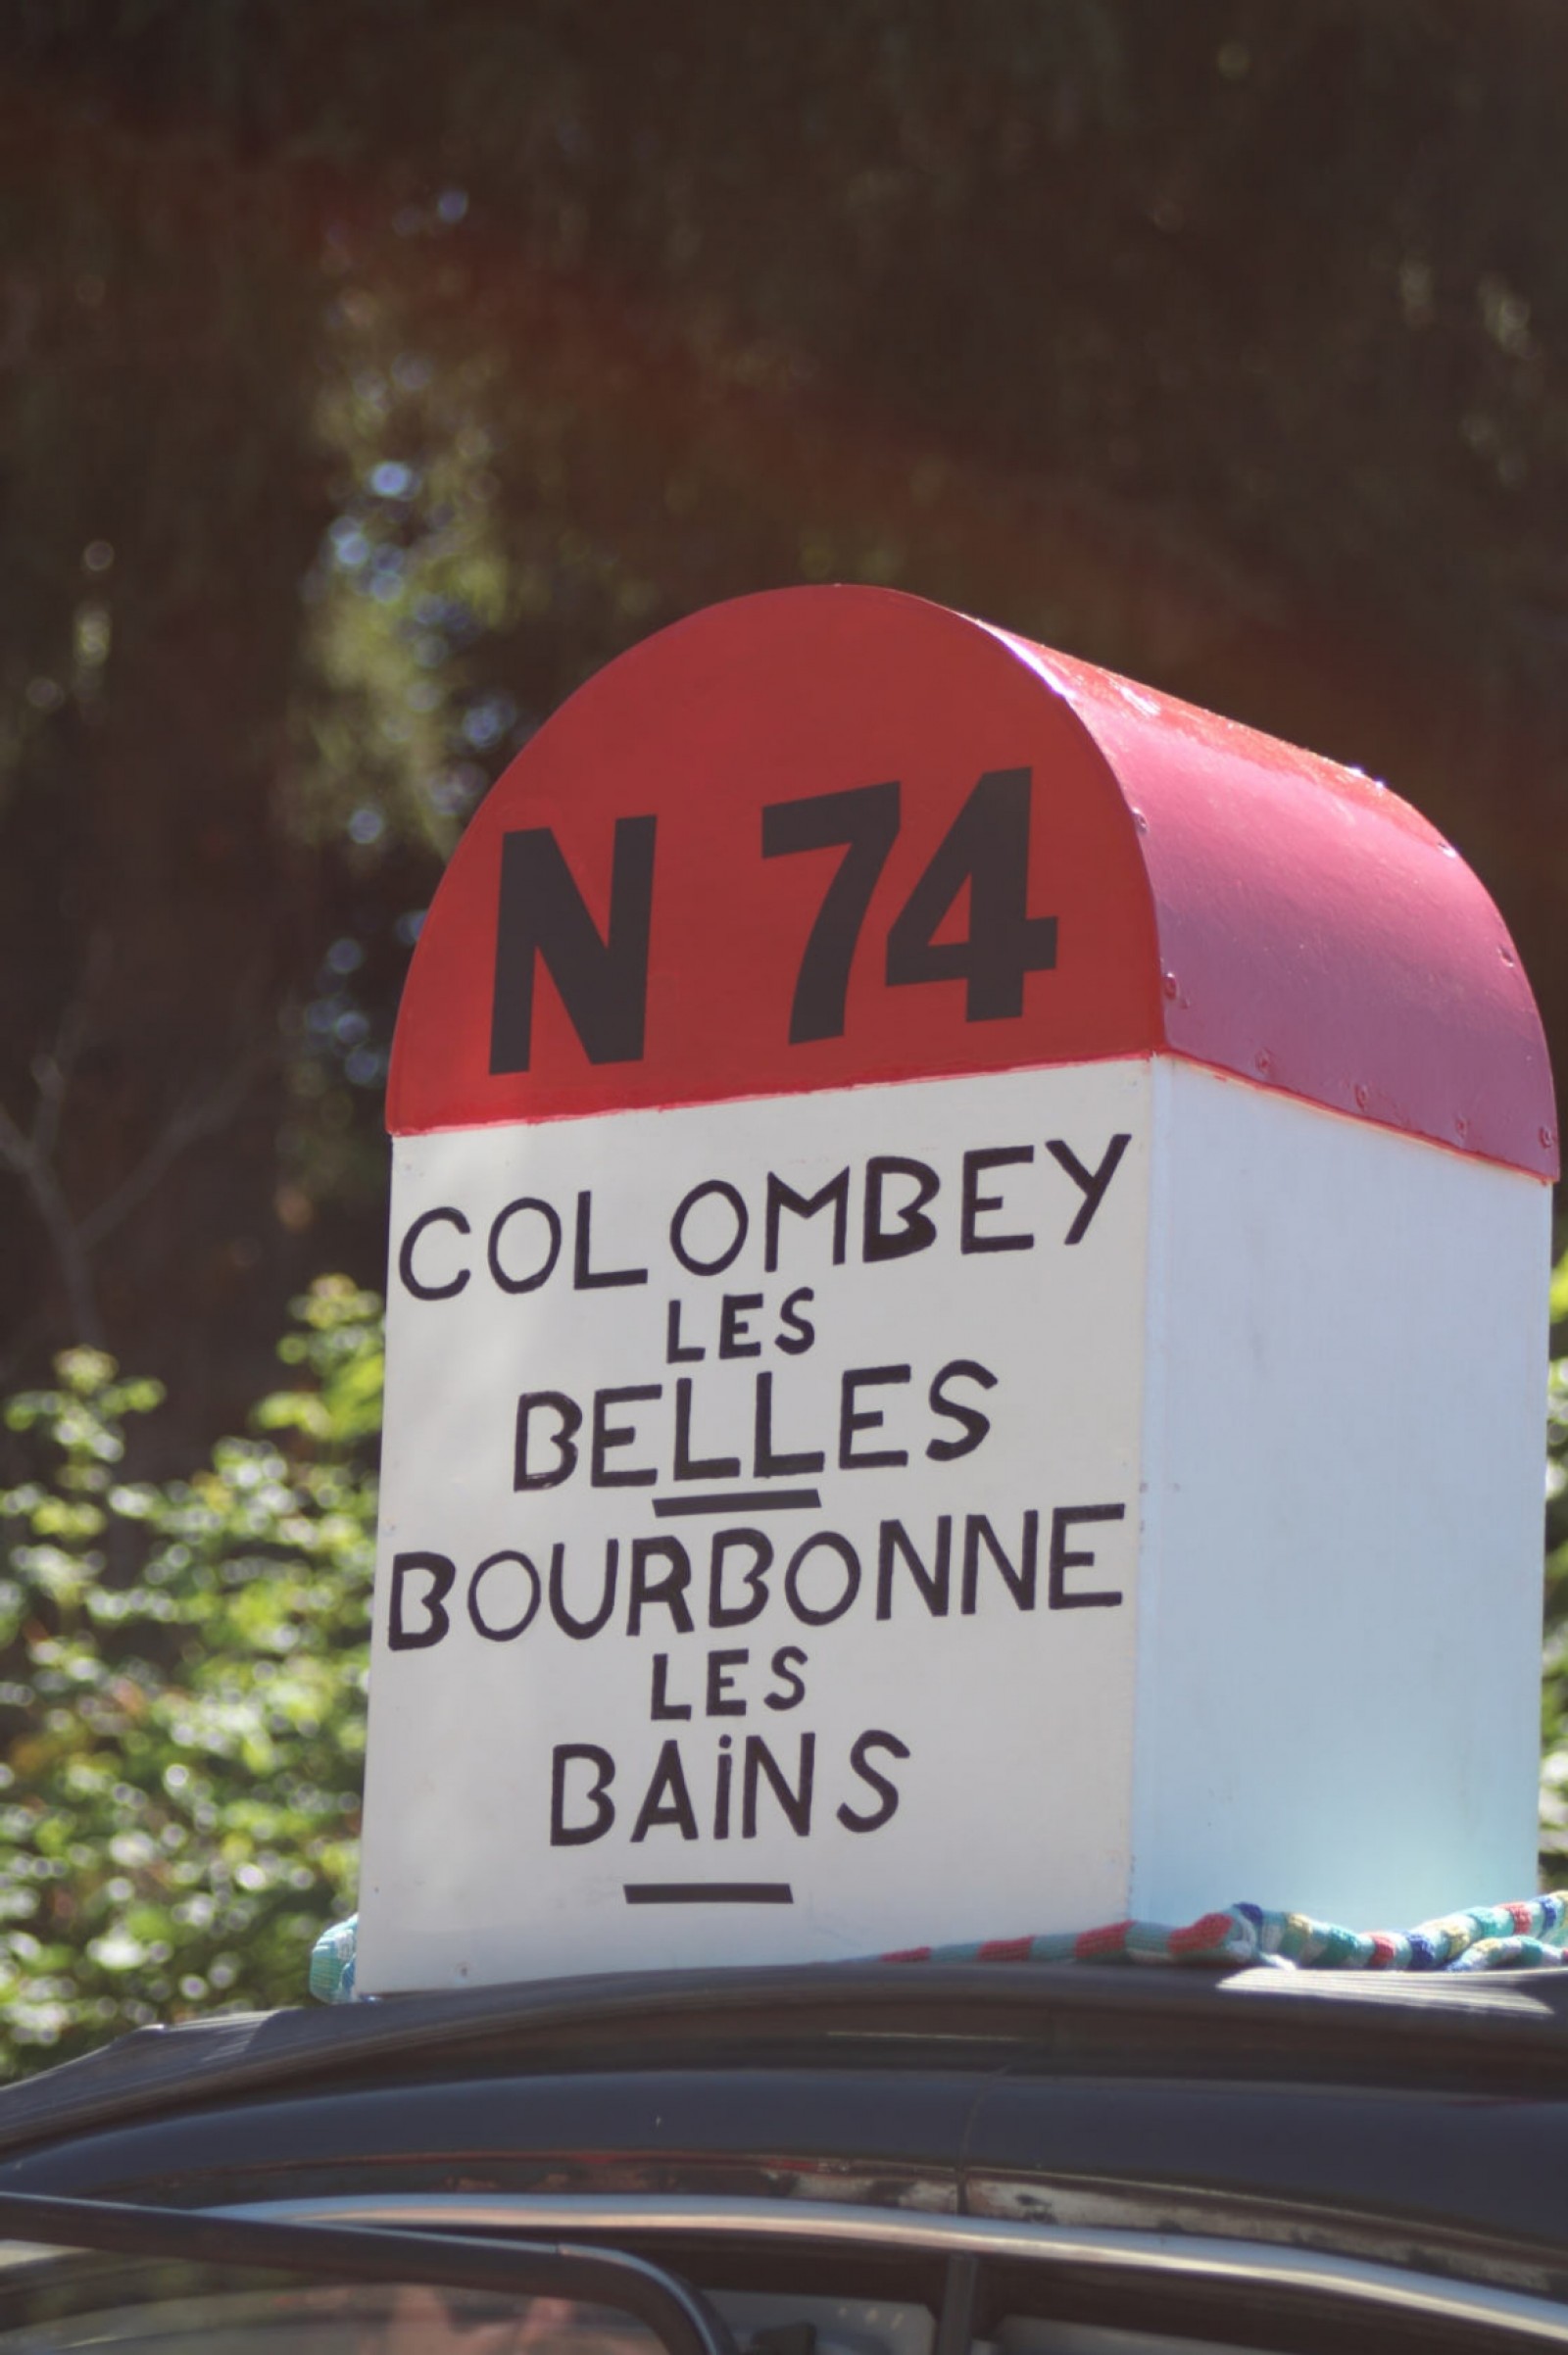 N 74
COLOMBEY
LES
BELLES
BOURBONNE
LES
BAiNS